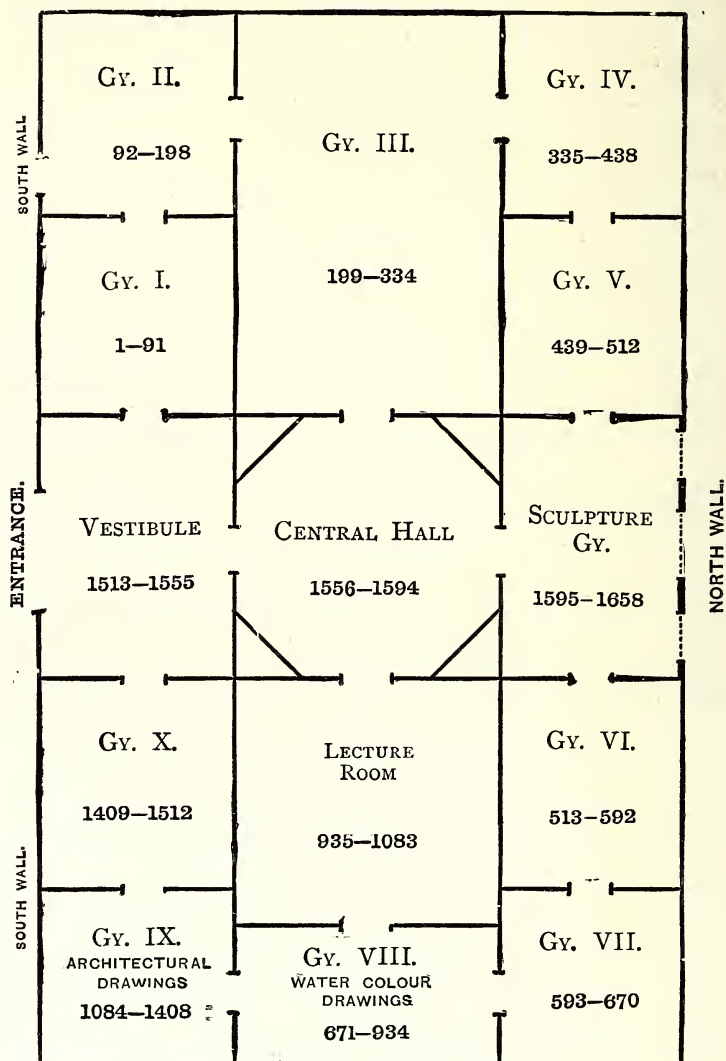 SOUTH WALL
Gy. II.
92–198
Gy. III.
199–334
Gy. IV.
335–438
Gy. I.
1–91
Gy. V.
439–512
ENTRANCE.
VESTIBULE
1513–1555
CENTRAL HALL
1556–1594
SCULPTURE
GY.
1595–1658
NORTH WALL.
Gy. X.
1409–1512
LECTURE
ROOM
935–1083
Gy. VI.
513–592
SOUTH WALL.
Gy. IX.
ARCHITECTURAL
DRAWINGS
1084–1408
Gy. VIII.
WATER COLOUR
DRAWINGS
671–934
Gy. VII.
593–670